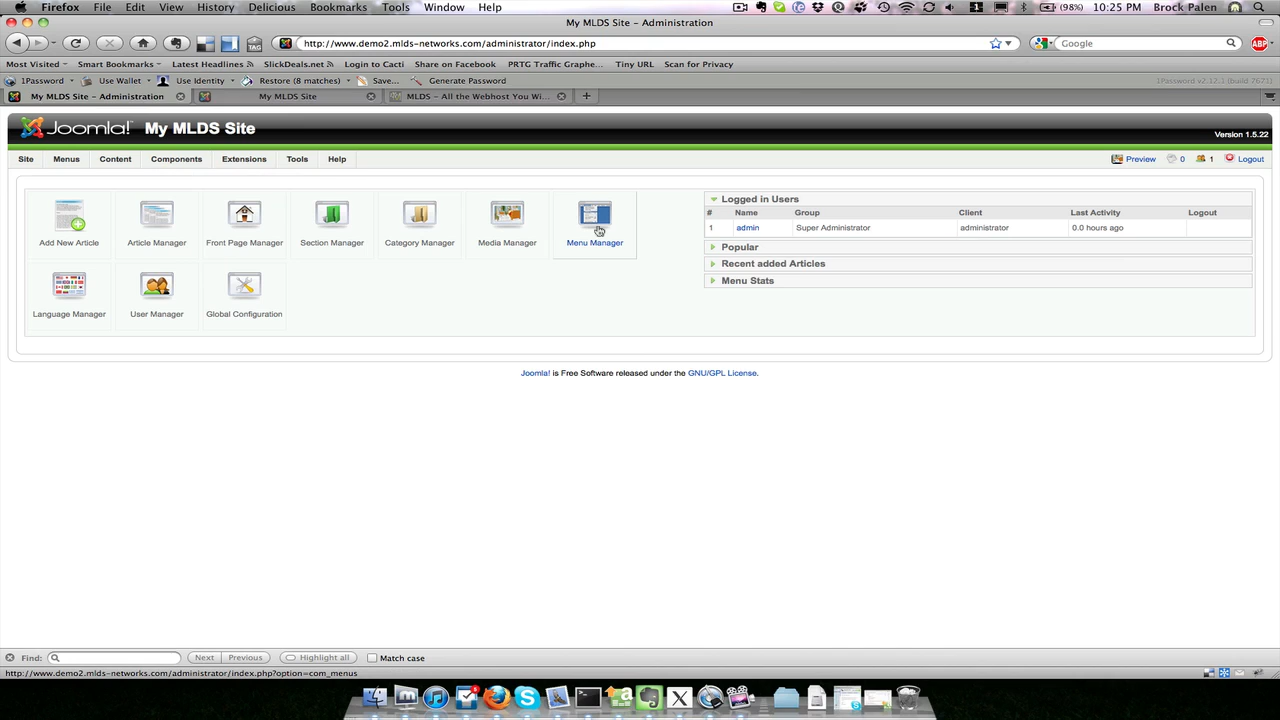 Firefox File Edit View History Delicious Bookmarks Tools Window Help (98%) 10:25 PM Brock Palen
My MLDS Site – Administration
http://www.demo2.mlds-networks.com/administrator/index.php Google ABP
Most Visited Smart Bookmarks Latest Headlines SlickDeals.net Login to Cacti Share on Facebook PRTG Traffic Graphe... Tiny URL Scan for Privacy
1Password Use Wallet Use Identity Restore (8 matches) Save... Generate Password 1Password v2.12.1 (build 7671)
My MLDS Site – Administration My MLDS Site MLDS – All the Webhost You Wi...
Joomla! My MLDS Site
Version 1.5.22
Site Menus Content Components Extensions Tools Help Preview 0 1 Logout
Add New Article Article Manager Front Page Manager Section Manager Category Manager Media Manager Menu Manager
Language Manager User Manager Global Configuration
Logged in Users
# Name Group Client Last Activity Logout
1 admin Super Administrator administrator 0.0 hours ago
Popular
Recent added Articles
Menu Stats
Joomla! is Free Software released under the GNU/GPL License.
Find: Next Previous Highlight all Match case
http://www.demo2.mlds-networks.com/administrator/index.php?option=com_menus